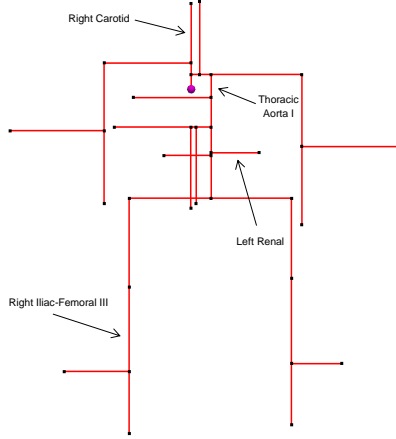 Right Carotid
Thoracic
Aorta I
Left Renal
Right Iliac-Femoral III